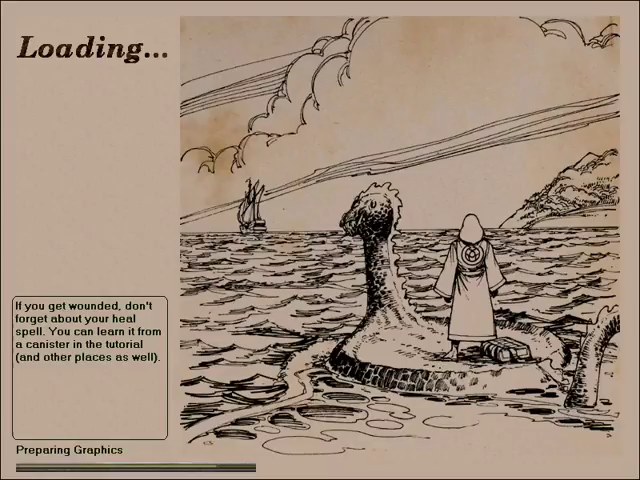 Loading...
If you get wounded, don't
forget about your heal
spell. You can learn it from
a canister in the tutorial
(and other places as well).
Preparing Graphics